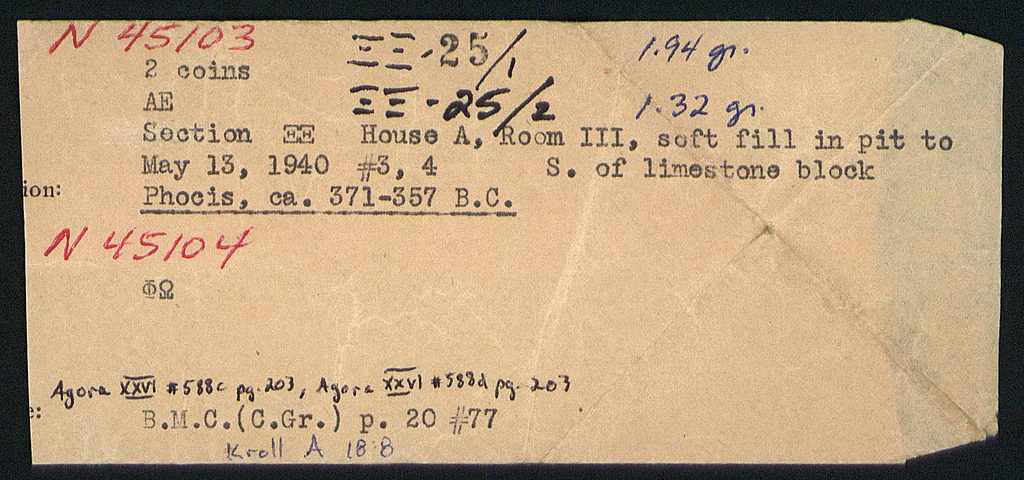 N 45103 ΞΞ-25/1 1.94 gr.
2 coins
AE ΞΞ-25/2 1.32 gr.
Section ΞΞ House A, Room III, soft fill in pit to
May 13, 1940 #3, 4 S. of limestone block
ion:
Phocis, ca. 371-357 B.C.
N 45104
ΦΩ
Agora XXVI #588c pg. 203, Agora XXVI #588d pg. 203
e: B.M.C.(C.Gr.) p. 20 #77
Kroll A 18:8